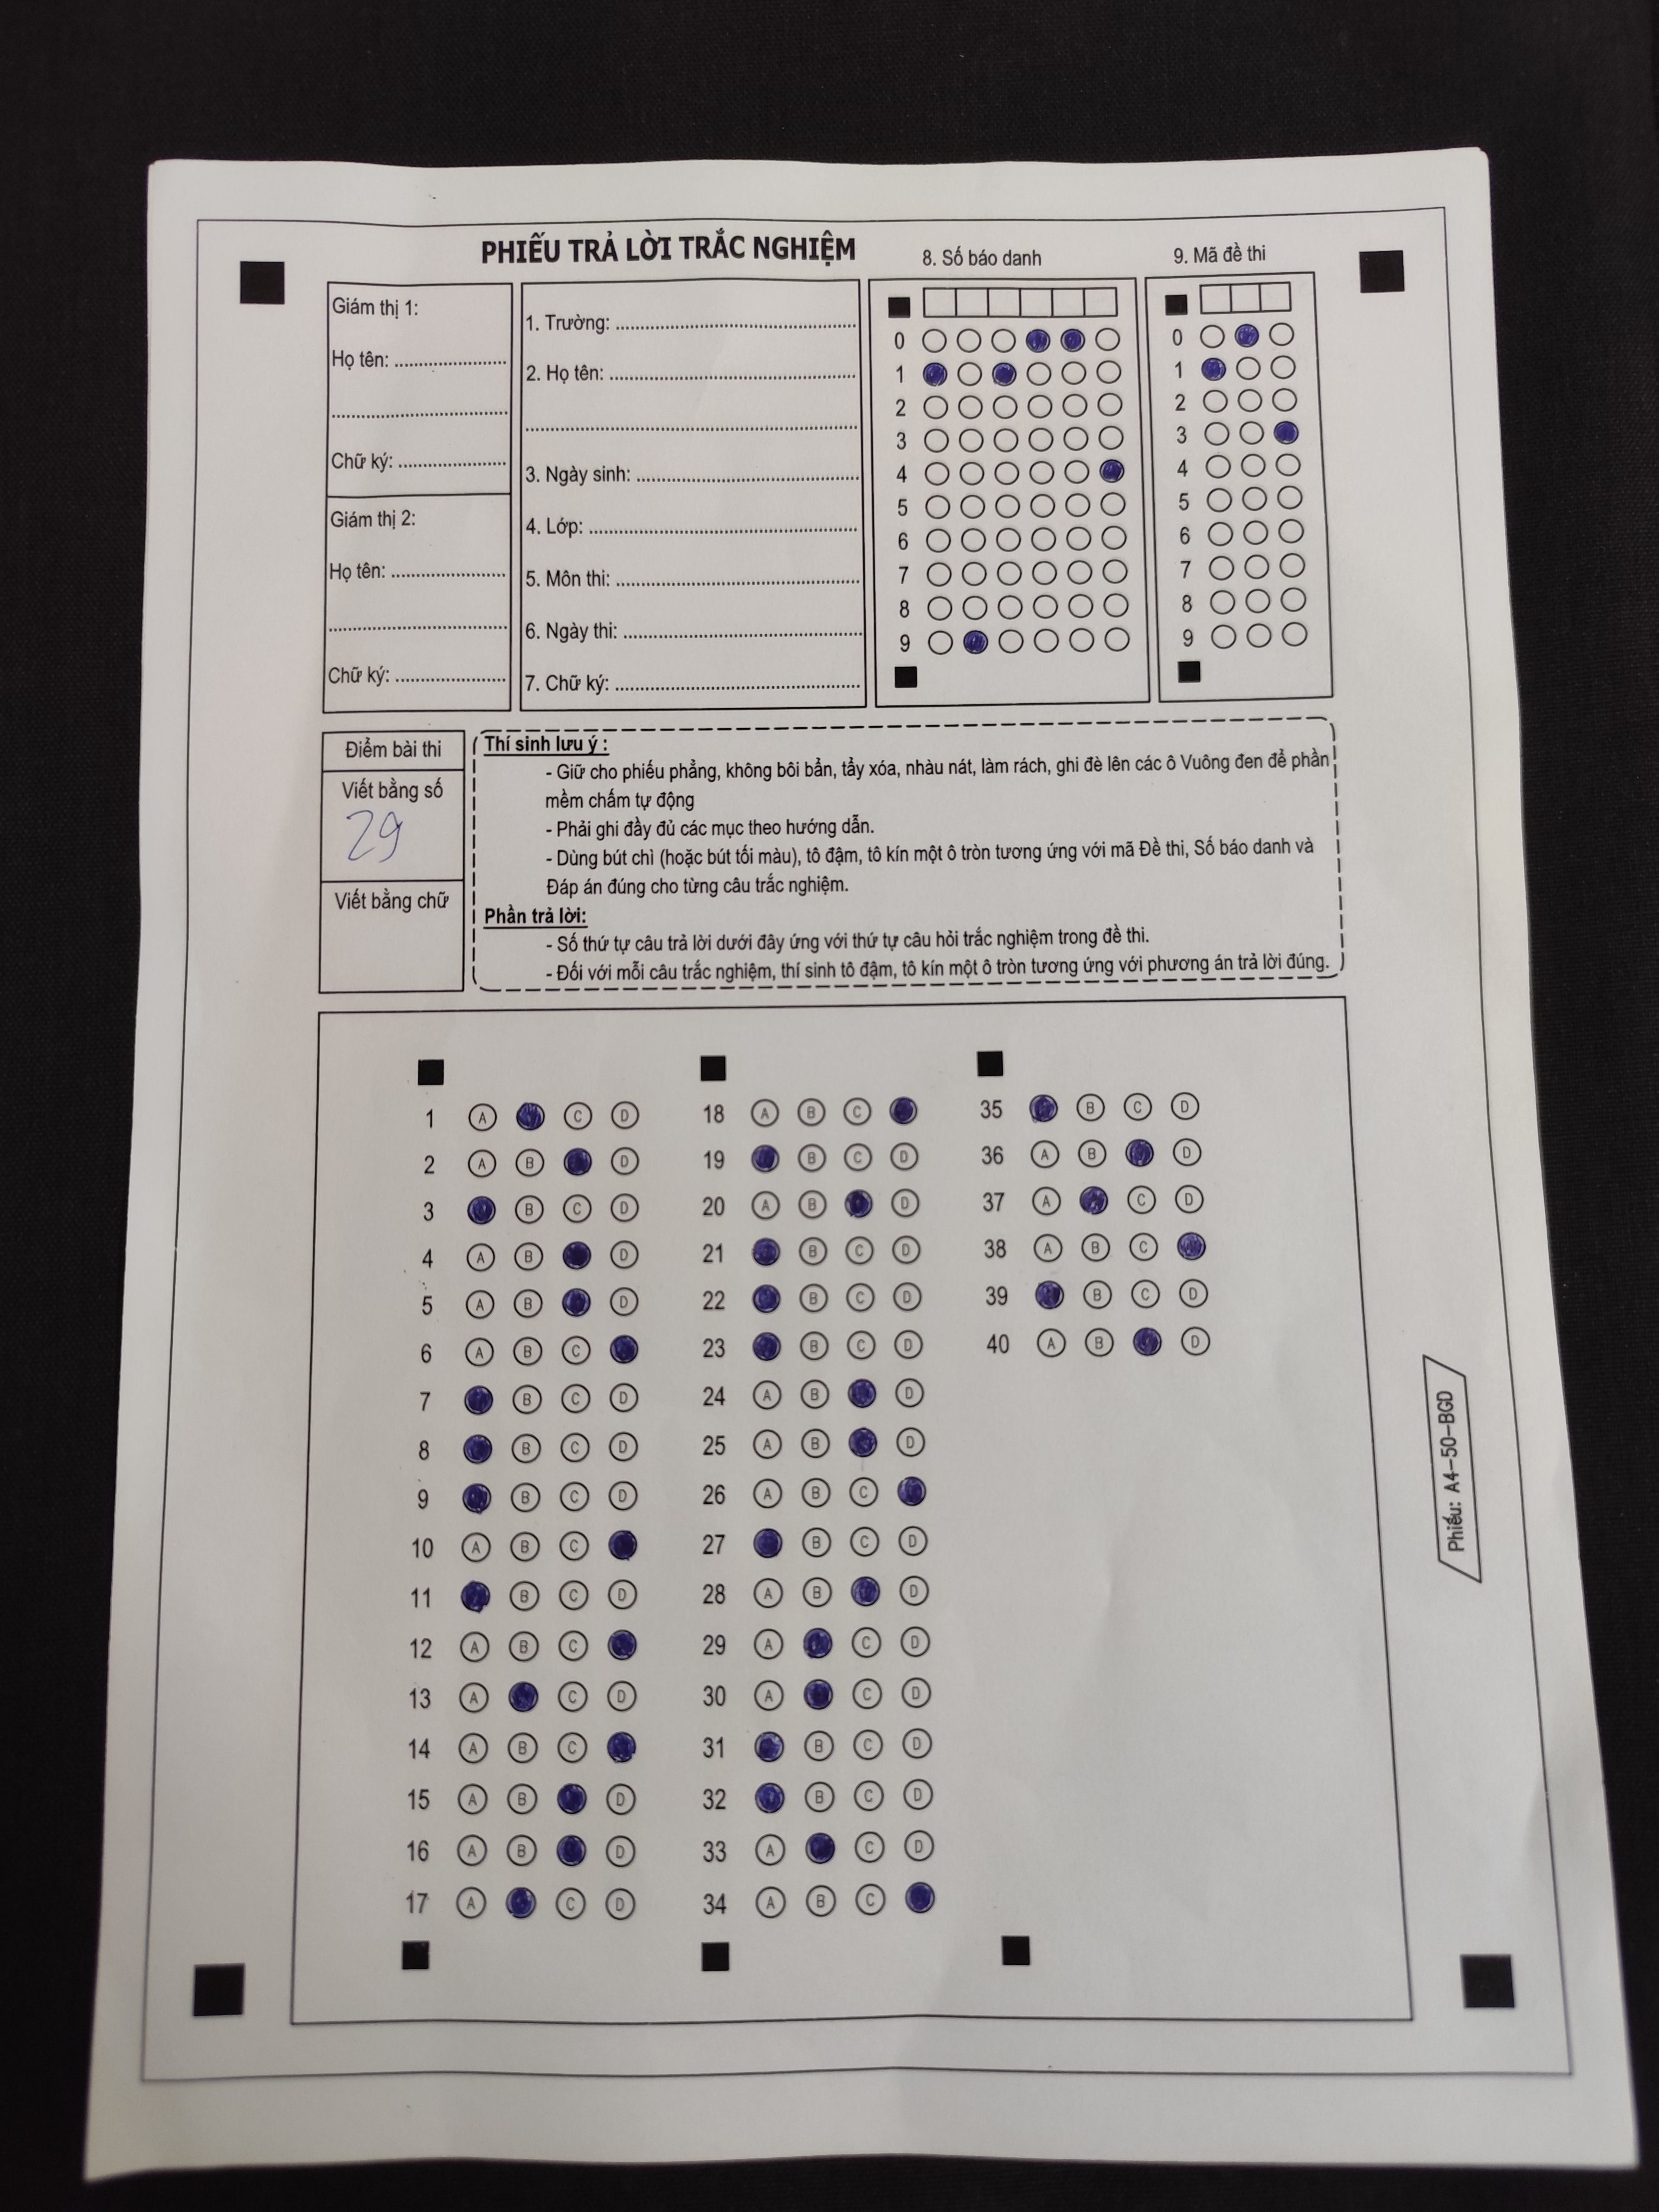 PHIẾU TRẢ LỜI TRẮC NGHIỆM
8. Số báo danh
9. Mã đề thi
Giám thị 1:
Họ tên: ....................
....................
Chữ ký: ....................
Giám thị 2:
Họ tên: ....................
....................
Chữ ký: ....................
1. Trường: ....................
2. Họ tên: ....................
....................
3. Ngày sinh: ....................
4. Lớp: ....................
5. Môn thi: ....................
6. Ngày thi: ....................
7. Chữ ký: ....................
0
1
2
3
4
5
6
7
8
9
0
1
2
3
4
5
6
7
8
9
Điểm bài thi
Viết bằng số
29
Viết bằng chữ
Thí sinh lưu ý :
- Giữ cho phiếu phẳng, không bôi bẩn, tẩy xóa, nhàu nát, làm rách, ghi đè lên các ô Vuông đen để phần
mềm chấm tự động
- Phải ghi đầy đủ các mục theo hướng dẫn.
- Dùng bút chì (hoặc bút tối màu), tô đậm, tô kín một ô tròn tương ứng với mã Đề thi, Số báo danh và
Đáp án đúng cho từng câu trắc nghiệm.
Phần trả lời:
- Số thứ tự câu trả lời dưới đây ứng với thứ tự câu hỏi trắc nghiệm trong đề thi.
- Đối với mỗi câu trắc nghiệm, thí sinh tô đậm, tô kín một ô tròn tương ứng với phương án trả lời đúng.
1 A C D
2 A B D
3 B C D
4 A B D
5 A B D
6 A B C
7 B C D
8 B C D
9 B C D
10 A B C
11 B C D
12 A B C
13 A C D
14 A B C
15 A B D
16 A B D
17 A C D
18 A B C
19 B C D
20 A B D
21 B C D
22 B C D
23 B C D
24 A B D
25 A B D
26 A B C
27 B C D
28 A B D
29 A C D
30 A C D
31 B C D
32 B C D
33 A C D
34 A B C
35 B C D
36 A B D
37 A C D
38 A B C
39 B C D
40 A B D
Phiếu: A4-50-BGD